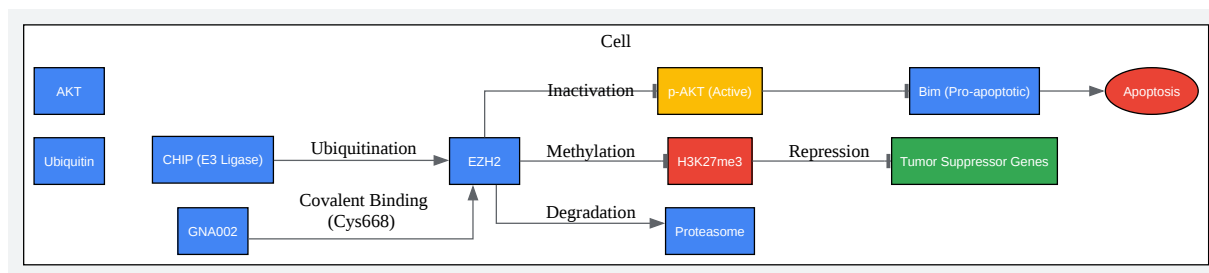 Cell
AKT
Inactivation
p-AKT (Active)
Bim (Pro-apoptotic)
Apoptosis
Ubiquitin
CHIP (E3 Ligase)
Ubiquitination
EZH2
Methylation
H3K27me3
Repression
Tumor Suppressor Genes
GNA002
Covalent Binding
(Cys668)
Degradation
Proteasome